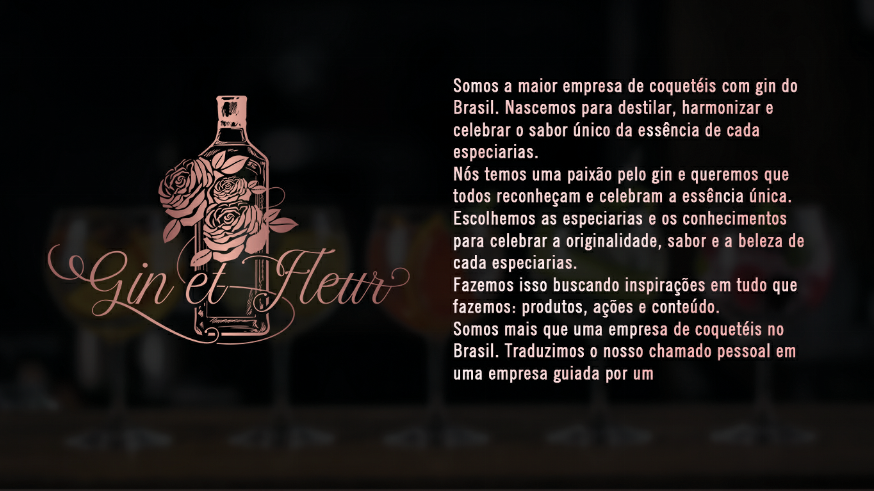 Gin et Fleur
Somos a maior empresa de coquetéis com gin do
Brasil. Nascemos para destilar, harmonizar e
celebrar o sabor único da essência de cada
especiarias.
Nós temos uma paixão pelo gin e queremos que
todos reconheçam e celebram a essência única.
Escolhemos as especiarias e os conhecimentos
para celebrar a originalidade, sabor e a beleza de
cada especiarias.
Fazemos isso buscando inspirações em tudo que
fazemos: produtos, ações e conteúdo.
Somos mais que uma empresa de coquetéis no
Brasil. Traduzimos o nosso chamado pessoal em
uma empresa guiada por um